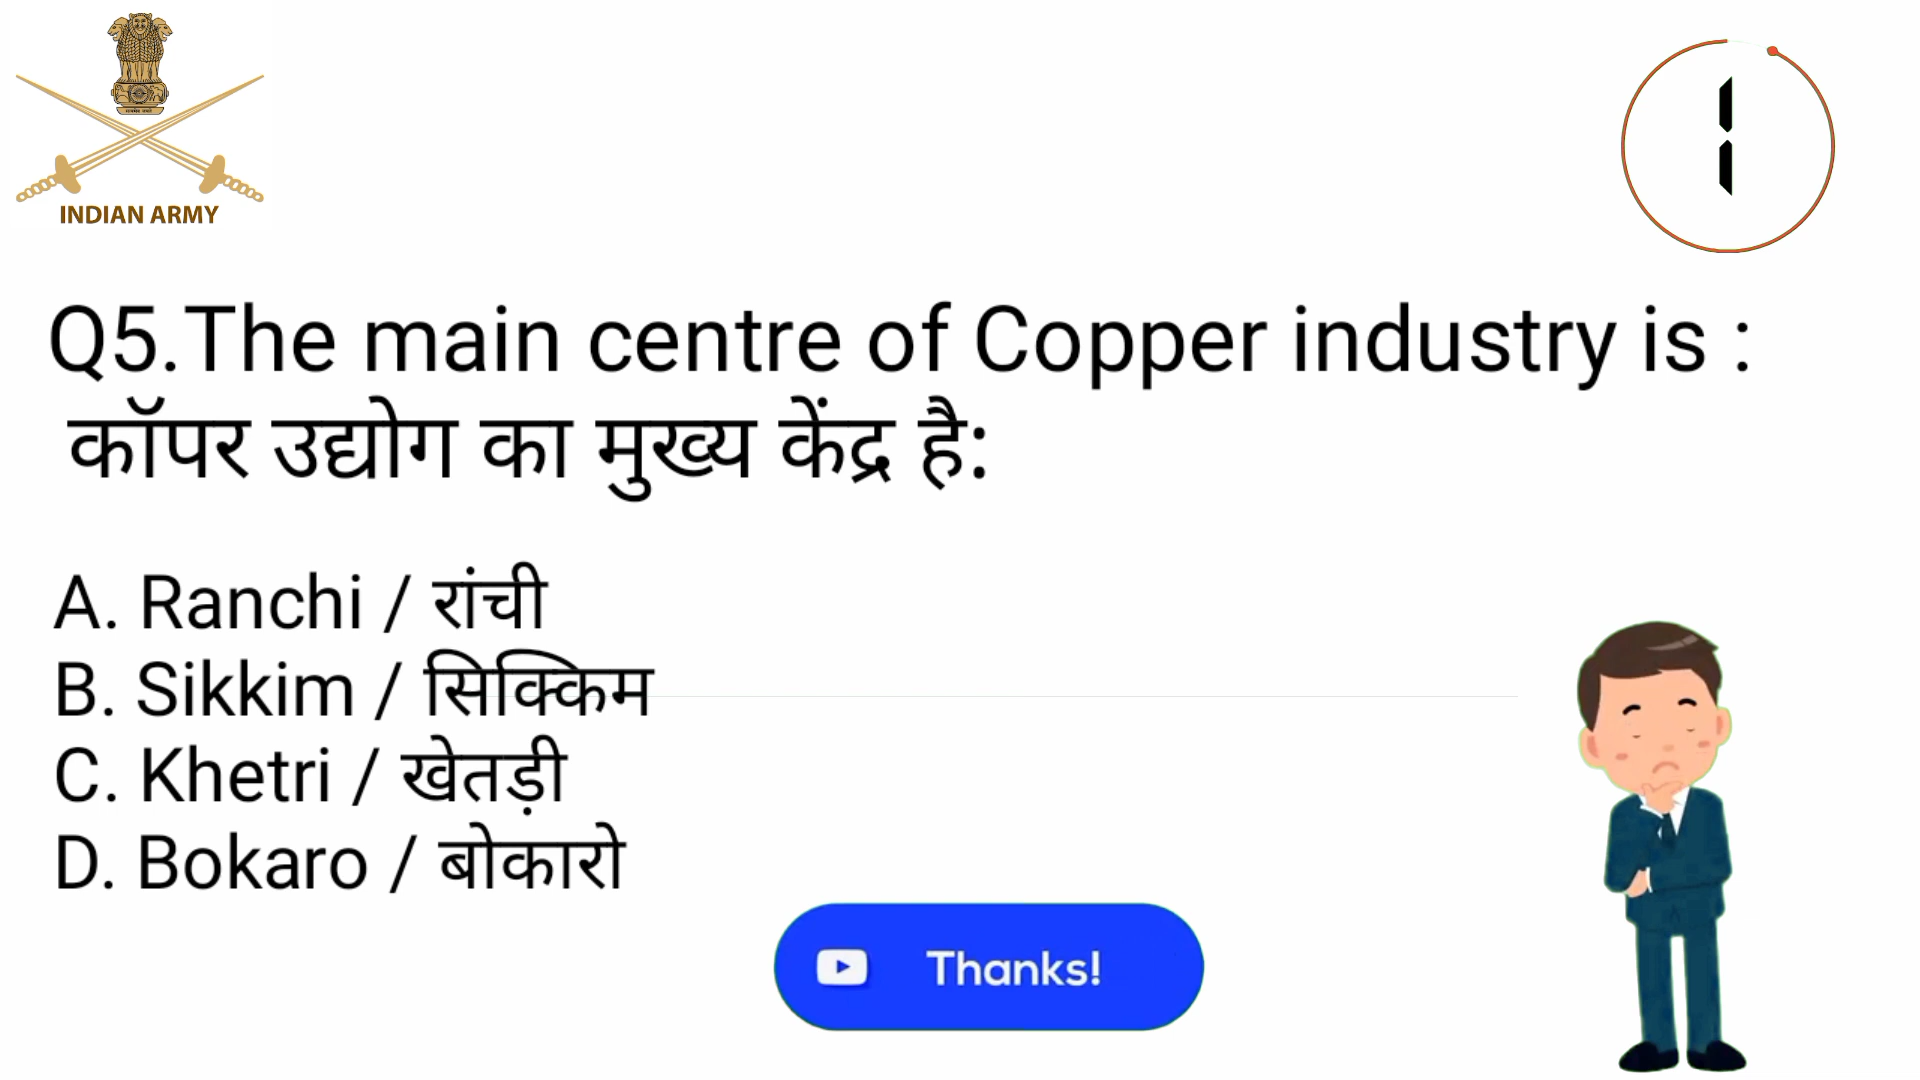 INDIAN ARMY
1
Q5.The main centre of Copper industry is :
कॉपर उद्योग का मुख्य केंद्र है:
A. Ranchi / रांची
B. Sikkim / सिक्किम
C. Khetri / खेतड़ी
D. Bokaro / बोकारो
Thanks!